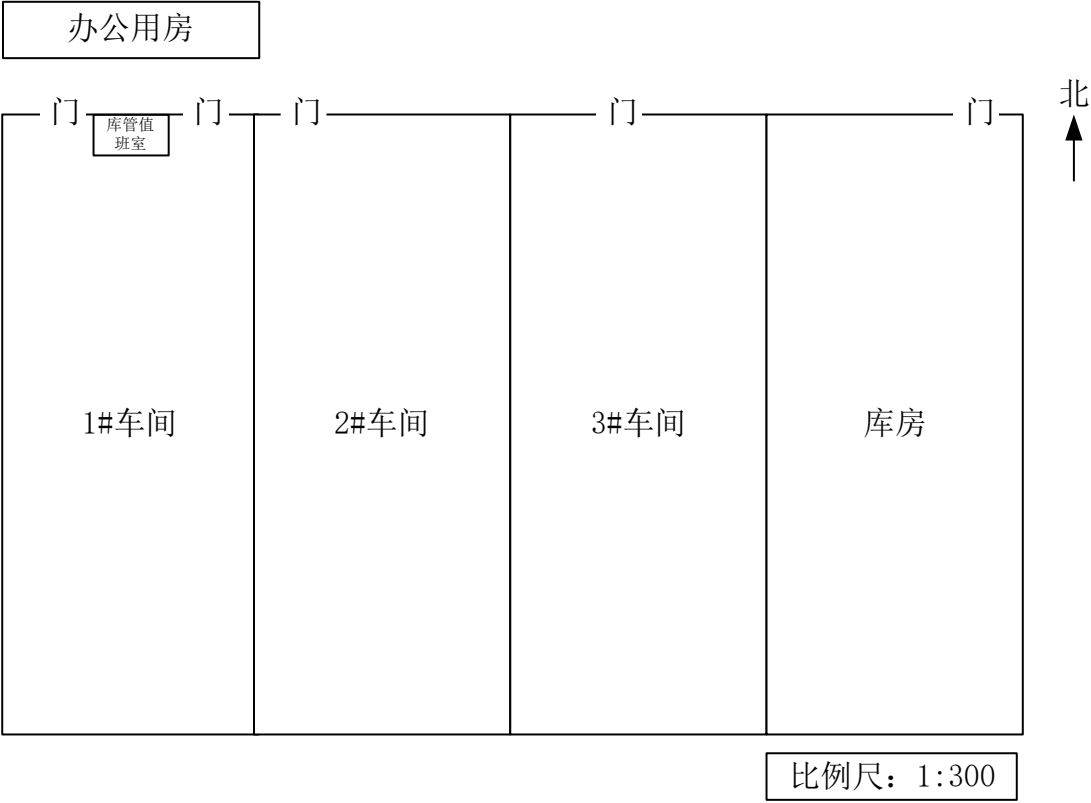 办公用房
北
门 门 门 门 门
库管值
班室
1#车间 2#车间 3#车间 库房
比例尺：1:300